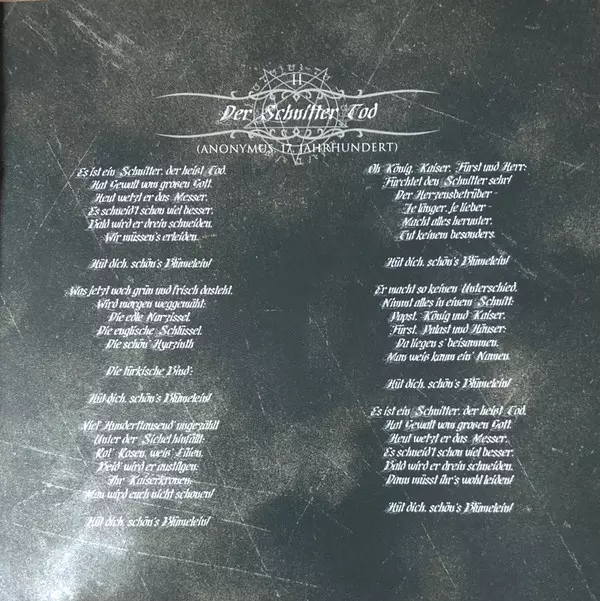 II
Der Schnitter Tod
(ANONYMUS, 17. JAHRHUNDERT)
Es ist ein Schnitter, der heist Tod,
Hat Gewalt vom grosen Gott.
Heut wetzt er das Messer,
Es schneid't schon viel besser,
Bald wird er drein schneiden,
Wir müssen's erleiden.
Hüt dich, schön's Blümelein!
Was jetzt noch grün und frisch dasteht,
Wird morgen weggemäht:
Die edle Narzissel,
Die englische Schlüssel,
Die schön' Hyazinth
Die türkische Bind':
Hüt dich, schön's Blümelein!
Viel Hunderttausend ungezählt
Unter der Sichel hinfällt:
Rot' Rosen, weis' Lilien,
Beid' wird er austilgen,
Ihr Kaiserkronen,
Man wird euch nicht schonen!
Hüt dich, schön's Blümelein!
Oh König, Kaiser, Fürst und Herr:
Fürchtet den Schnitter sehr!
Der Herzensbetrüber -
Je länger, je lieber -
Macht alles herunter,
Tut keinem besonders.
Hüt dich, schön's Blümelein!
Er macht so keinen Unterschied,
Nimmt alles in einem Schnitt:
Papst, König und Kaiser,
Fürst, Palast und Häuser:
Da liegen s' beisammen,
Man weis kaum ein' Namen.
Hüt dich, schön's Blümelein!
Es ist ein Schnitter, der heist Tod,
Hat Gewalt vom grosen Gott.
Heut wetzt er das Messer,
Es schneid't schon viel besser,
Bald wird er drein schneiden,
Dann müsst ihr's wohl leiden!
Hüt dich, schön's Blümelein!